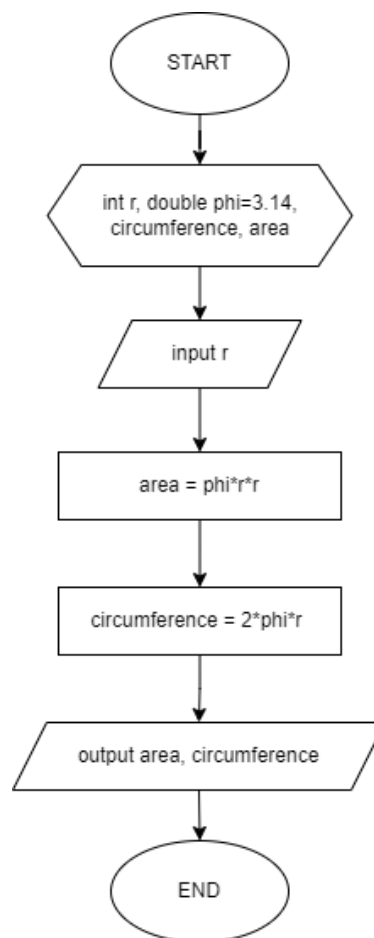 START
int r, double phi=3.14,
circumference, area
input r
area = phi*r*r
circumference = 2*phi*r
output area, circumference
END